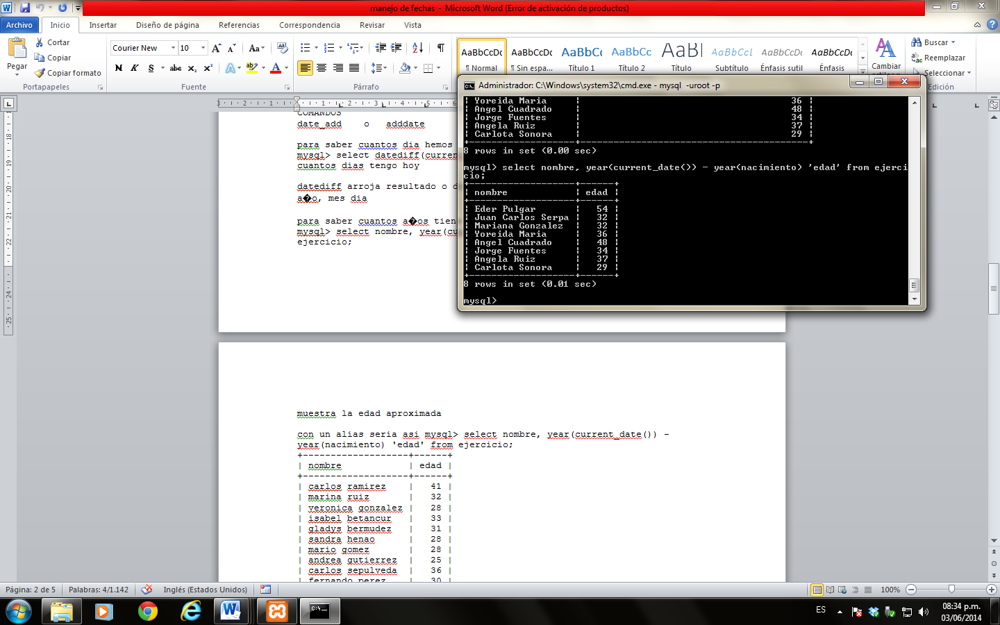 manejo de fechas - Microsoft Word (Error de activación de productos)
Archivo Inicio Insertar Diseño de página Referencias Correspondencia Revisar Vista
Pegar
Cortar
Copiar
Copiar formato
Portapapeles
Courier New 10
N K S abc x₂ x²
Fuente
Párrafo
AaBbCcDc ¶ Normal
AaBbCcDc ¶ Sin espa...
AaBbCc Título 1
AaBbCc Título 2
AaBbC Título
AaBbCcL Subtítulo
AaBbCcDc Énfasis sutil
AaBbCcDc Énfasis
Cambiar
Buscar
Reemplazar
Seleccionar
Edición
COMANDOS
date_add o adddate
para saber cuantos dia hemos
mysql> select datediff(curren
cuantos dias tengo hoy
datediff arroja resultado o d
a�o, mes dia
para saber cuantos a�os tien
mysql> select nombre, year(cu
ejercicio;
muestra la edad aproximada
con un alias seria asi mysql> select nombre, year(current_date()) -
year(nacimiento) 'edad' from ejercicio;
+-------------------+------+
| nombre | edad |
+-------------------+------+
| carlos ramirez | 41 |
| marina ruiz | 32 |
| veronica gonzalez | 28 |
| isabel betancur | 33 |
| gladys bermudez | 31 |
| sandra henao | 28 |
| mario gomez | 28 |
| andrea gutierrez | 25 |
| carlos sepulveda | 36 |
| fernando perez | 30 |
Administrador: C:\Windows\system32\cmd.exe - mysql -uroot -p
| Yoreida Maria | 36 |
| Angel Cuadrado | 48 |
| Jorge Fuentes | 34 |
| Angela Ruiz | 37 |
| Carlota Sonora | 29 |
8 rows in set (0.00 sec)
mysql> select nombre, year(current_date()) - year(nacimiento) 'edad' from ejerci
cio;
| nombre | edad |
| Eder Pulgar | 54 |
| Juan Carlos Serpa | 32 |
| Mariana Gonzalez | 32 |
| Yoreida Maria | 36 |
| Angel Cuadrado | 48 |
| Jorge Fuentes | 34 |
| Angela Ruiz | 37 |
| Carlota Sonora | 29 |
8 rows in set (0.01 sec)
mysql>
Página: 2 de 5 Palabras: 4/1.142 Inglés (Estados Unidos) 100%
ES
08:34 p.m.
03/06/2014